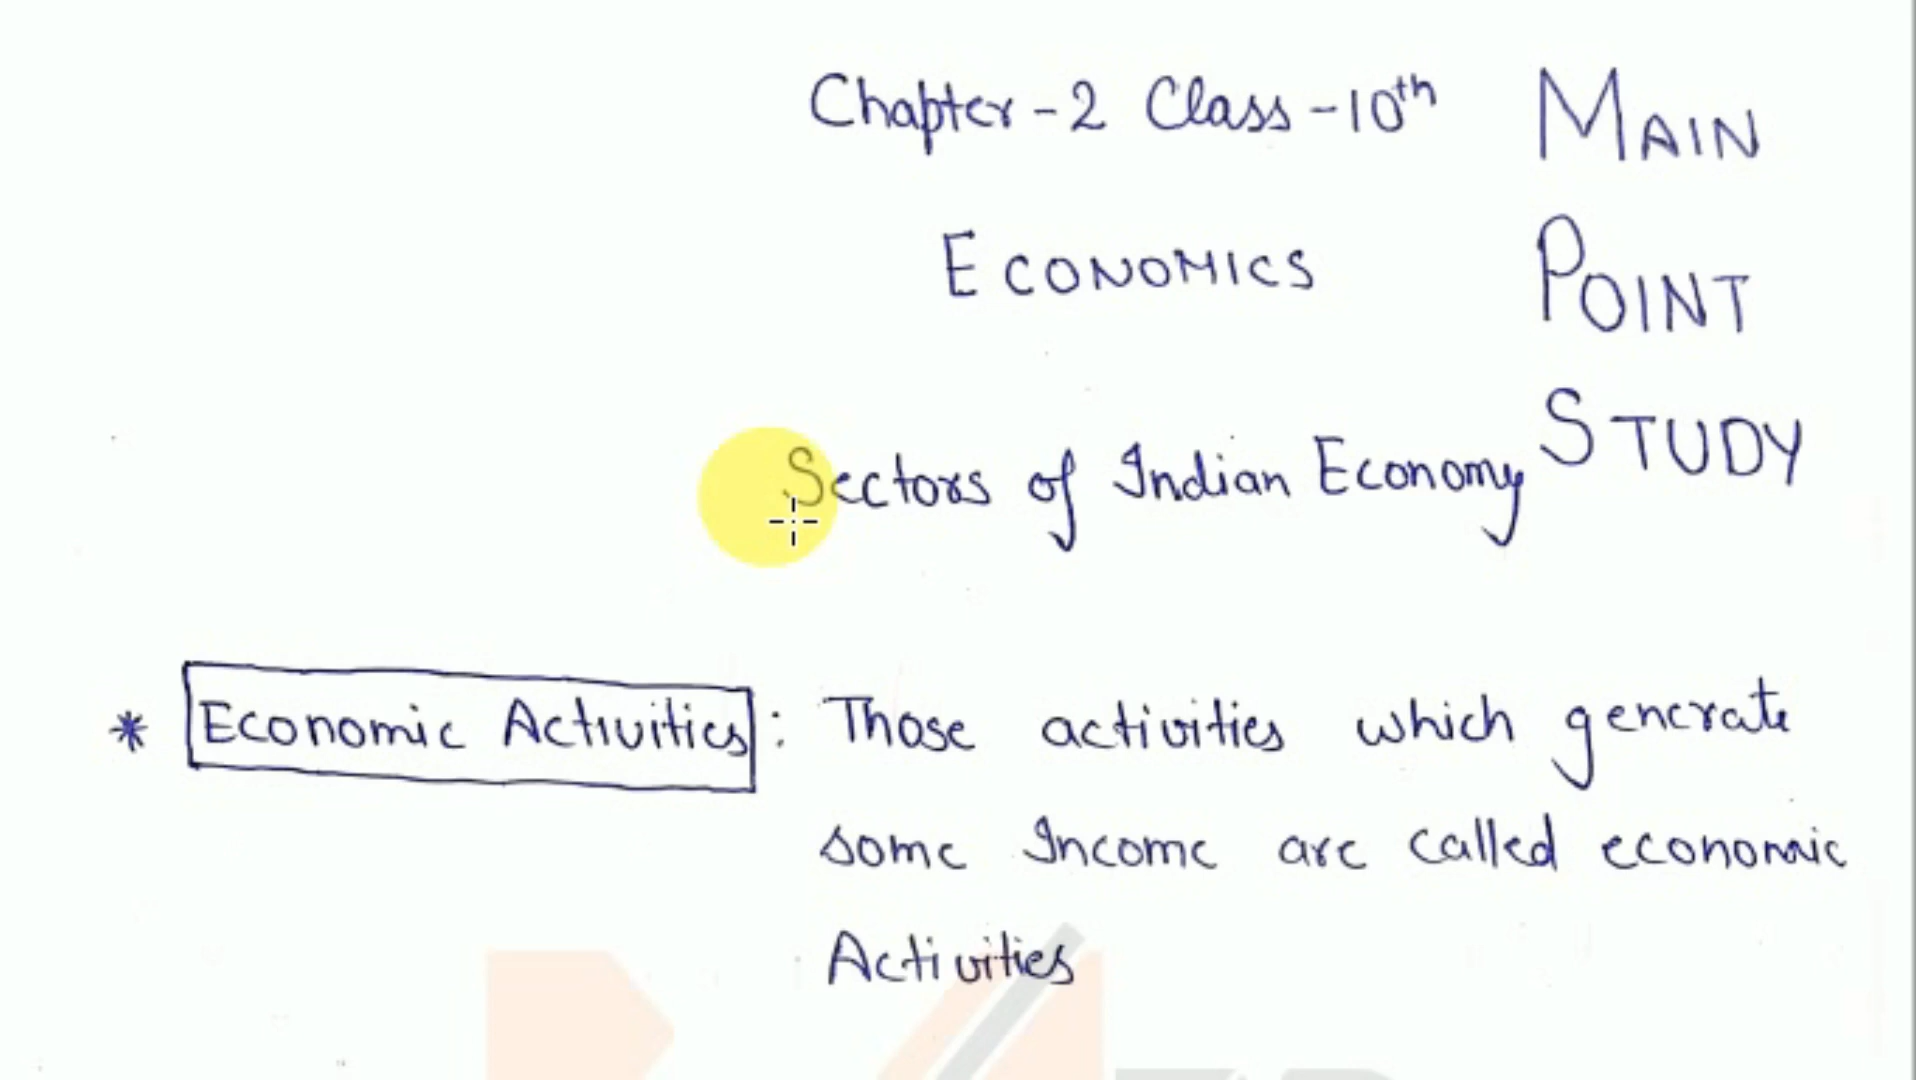 Chapter - 2 Class - 10th
MAIN
ECONOMICS
POINT
STUDY
Sectors of Indian Economy
* Economic Activities : Those activities which generate
some Income are called economic
Activities